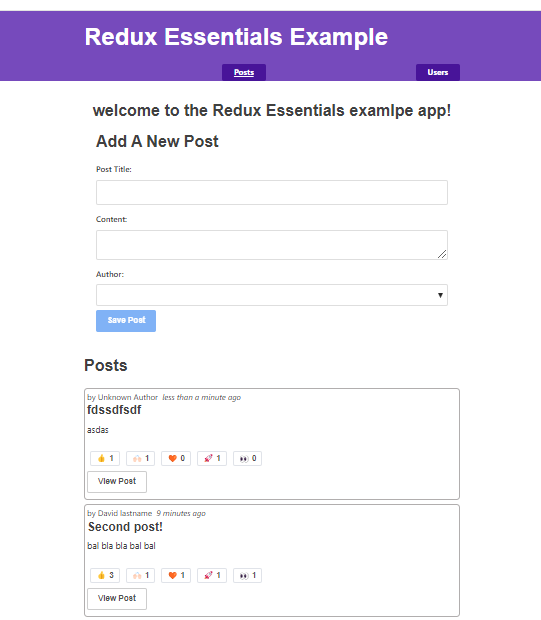 Redux Essentials Example
Posts Users
welcome to the Redux Essentials examlpe app!
Add A New Post
Post Title:
Content:
Author:
Save Post
Posts
by Unknown Author less than a minute ago
fdssdfsdf
asdas
👍 1 🙌🏻 1 ❤️ 0 🚀 1 👀 0
View Post
by David lastname 9 minutes ago
Second post!
bal bla bla bal bal
👍 3 🙌🏻 1 ❤️ 1 🚀 1 👀 1
View Post